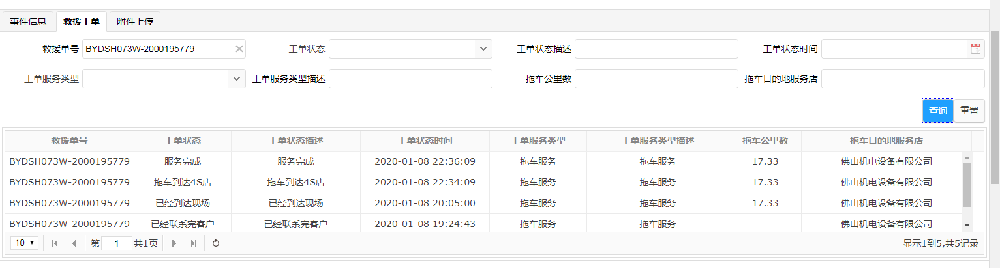 事件信息 救援工单 附件上传
救援单号 BYDSH073W-2000195779 工单状态 工单状态描述 工单状态时间
工单服务类型 工单服务类型描述 拖车公里数 拖车目的地服务店
查询 重置
救援单号 工单状态 工单状态描述 工单状态时间 工单服务类型 工单服务类型描述 拖车公里数 拖车目的地服务店
BYDSH073W-2000195779 服务完成 服务完成 2020-01-08 22:36:09 拖车服务 拖车服务 17.33 佛山机电设备有限公司
BYDSH073W-2000195779 拖车到达4S店 拖车到达4S店 2020-01-08 22:34:09 拖车服务 拖车服务 17.33 佛山机电设备有限公司
BYDSH073W-2000195779 已经到达现场 已经到达现场 2020-01-08 20:05:00 拖车服务 拖车服务 17.33 佛山机电设备有限公司
BYDSH073W-2000195779 已经联系完客户 已经联系完客户 2020-01-08 19:24:43 拖车服务 拖车服务 佛山机电设备有限公司
10 第 1 共1页 显示1到5,共5记录